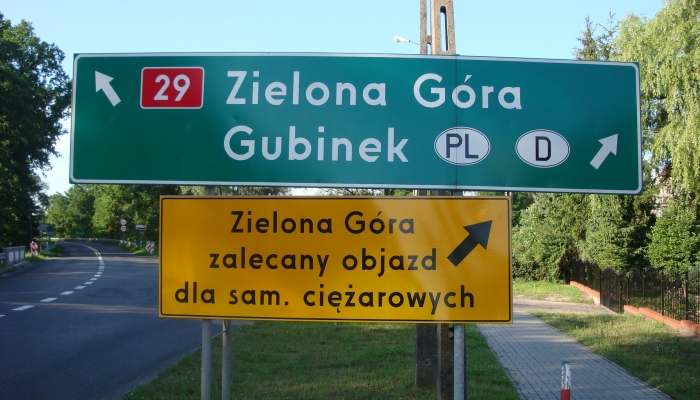 29 Zielona Góra
Gubinek PL D
Zielona Góra
zalecany objazd
dla sam. ciężarowych